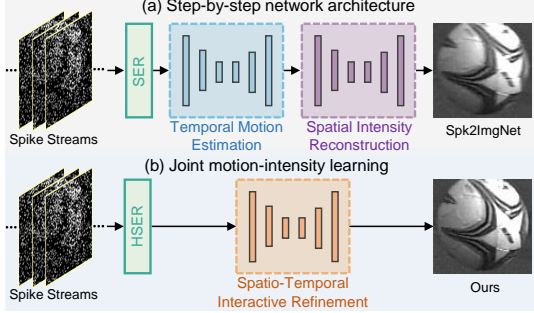 (a) Step-by-step network architecture
SER
Spike Streams
Temporal Motion
Estimation
Spatial Intensity
Reconstruction
Spk2ImgNet
(b) Joint motion-intensity learning
HSER
Spike Streams
Spatio-Temporal
Interactive Refinement
Ours